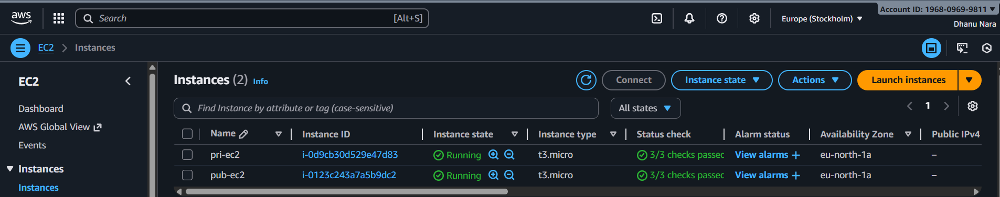 Account ID: 1968-0969-9811
aws
Search
[Alt+S]
Europe (Stockholm)
Dhanu Nara
EC2
Instances
EC2
Dashboard
AWS Global View
Events
Instances
Instances
Instances (2) Info
Connect
Instance state
Actions
Launch instances
Find Instance by attribute or tag (case-sensitive)
All states
1
Name Instance ID Instance state Instance type Status check Alarm status Availability Zone Public IPv4
pri-ec2 i-0d9cb30d529e47d83 Running t3.micro 3/3 checks passec View alarms + eu-north-1a –
pub-ec2 i-0123c243a7a5b9dc2 Running t3.micro 3/3 checks passec View alarms + eu-north-1a –